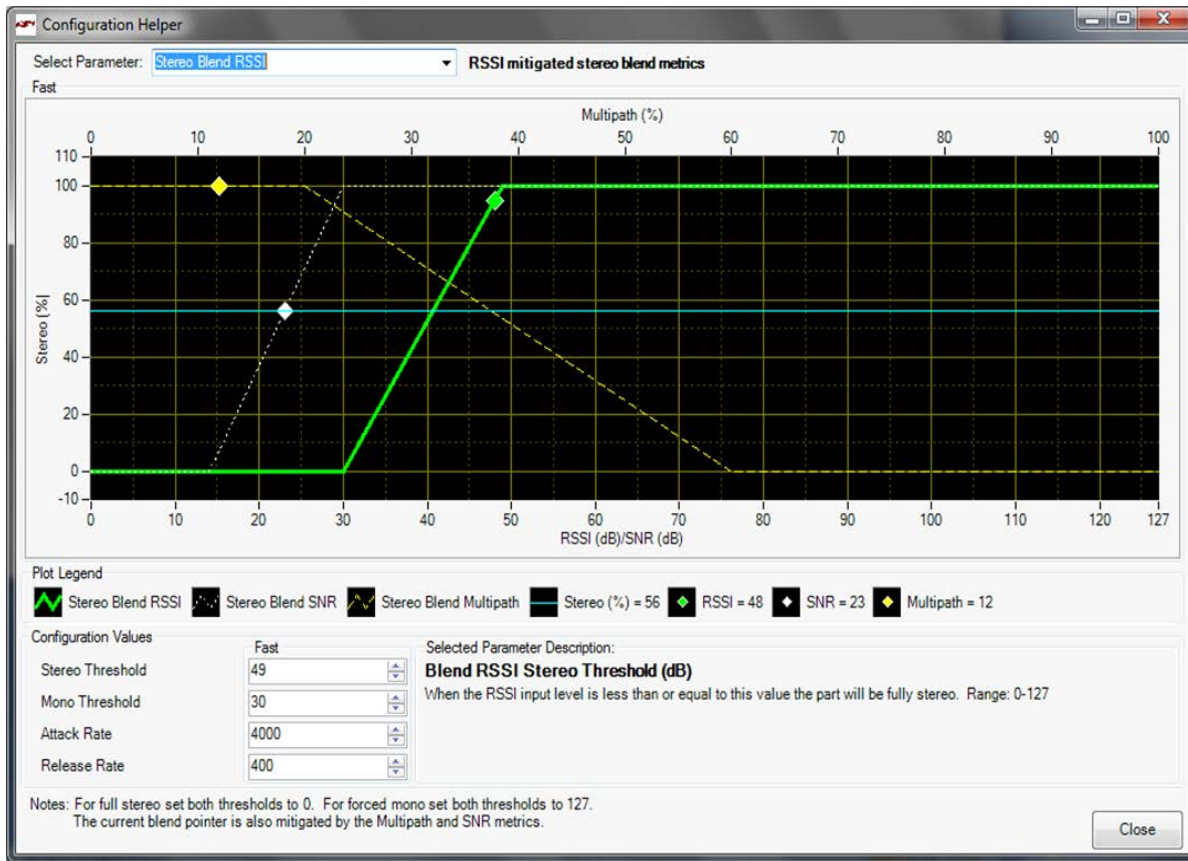 Configuration Helper
Select Parameter: Stereo Blend RSSI RSSI mitigated stereo blend metrics
Fast
Multipath (%)
0 10 20 30 40 50 60 70 80 90 100
110
100
80
60
40
20
0
-10
Stereo (%)
0 10 20 30 40 50 60 70 80 90 100 110 120 127
RSSI (dB)/SNR (dB)
Plot Legend
Stereo Blend RSSI Stereo Blend SNR Stereo Blend Multipath Stereo (%) = 56 RSSI = 48 SNR = 23 Multipath = 12
Configuration Values
Fast
Stereo Threshold 49
Mono Threshold 30
Attack Rate 4000
Release Rate 400
Selected Parameter Description:
Blend RSSI Stereo Threshold (dB)
When the RSSI input level is less than or equal to this value the part will be fully stereo. Range: 0-127
Notes: For full stereo set both thresholds to 0. For forced mono set both thresholds to 127.
The current blend pointer is also mitigated by the Multipath and SNR metrics.
Close